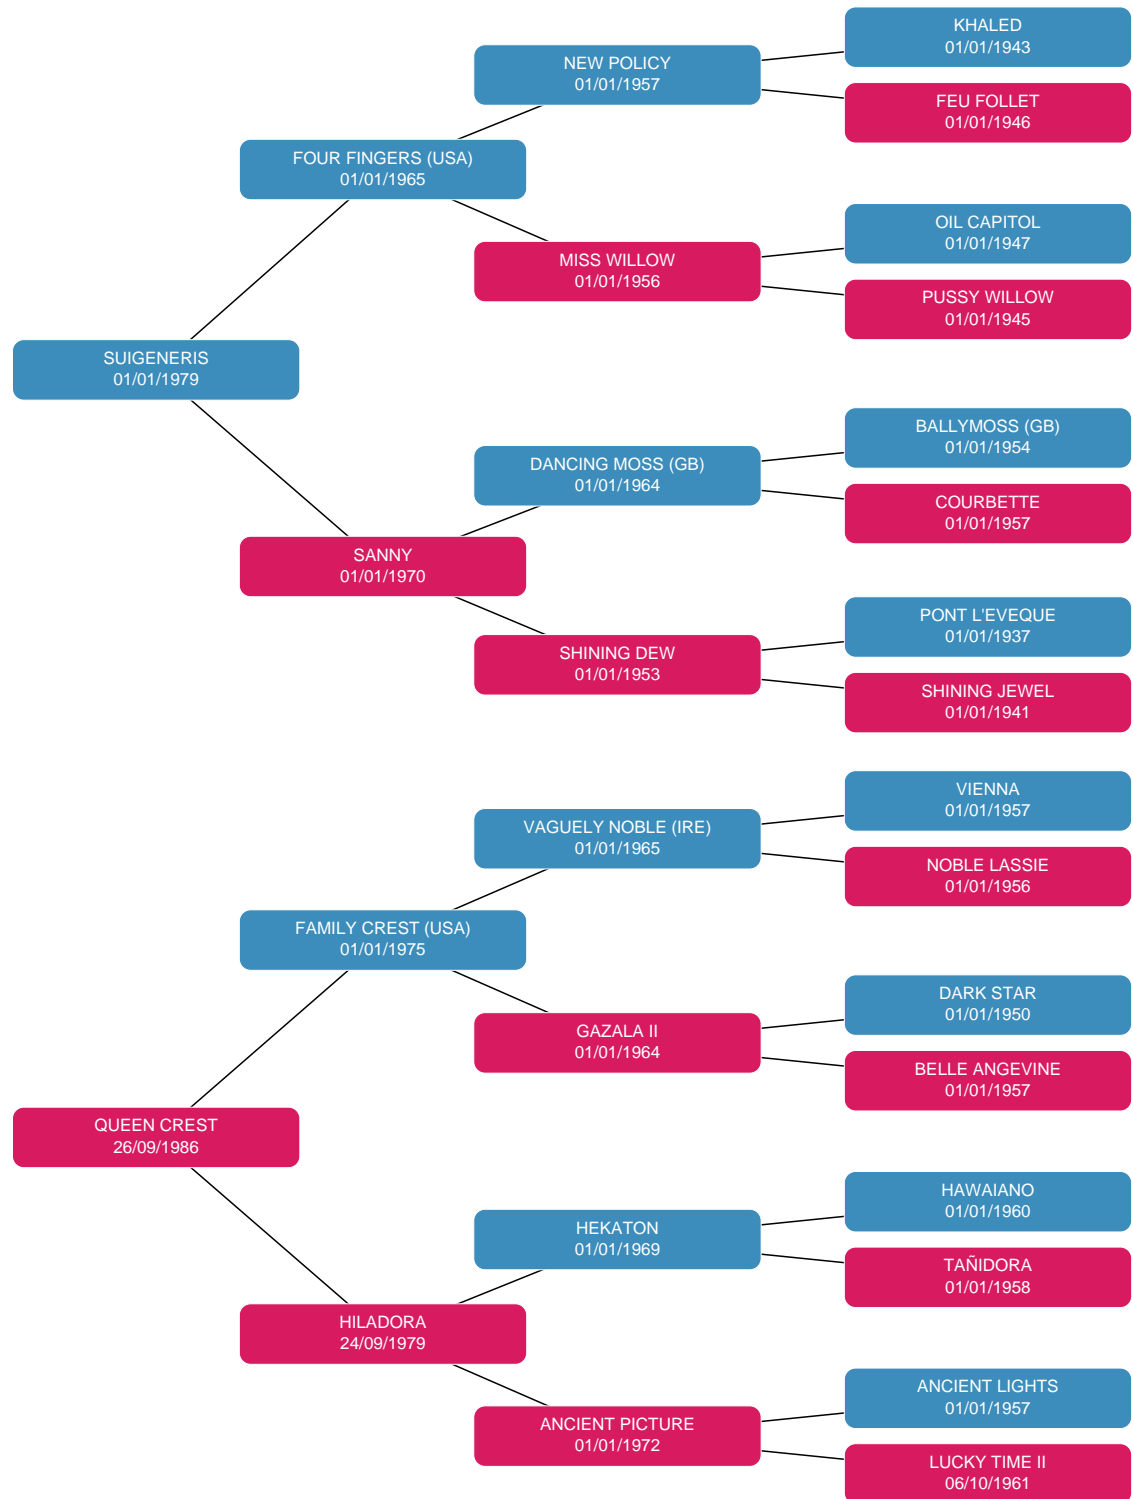 KHALED
01/01/1943
NEW POLICY
01/01/1957
FEU FOLLET
01/01/1946
FOUR FINGERS (USA)
01/01/1965
OIL CAPITOL
01/01/1947
MISS WILLOW
01/01/1956
PUSSY WILLOW
01/01/1945
SUIGENERIS
01/01/1979
BALLYMOSS (GB)
01/01/1954
DANCING MOSS (GB)
01/01/1964
COURBETTE
01/01/1957
SANNY
01/01/1970
PONT L'EVEQUE
01/01/1937
SHINING DEW
01/01/1953
SHINING JEWEL
01/01/1941
VIENNA
01/01/1957
VAGUELY NOBLE (IRE)
01/01/1965
NOBLE LASSIE
01/01/1956
FAMILY CREST (USA)
01/01/1975
DARK STAR
01/01/1950
GAZALA II
01/01/1964
BELLE ANGEVINE
01/01/1957
QUEEN CREST
26/09/1986
HAWAIANO
01/01/1960
HEKATON
01/01/1969
TAÑIDORA
01/01/1958
HILADORA
24/09/1979
ANCIENT LIGHTS
01/01/1957
ANCIENT PICTURE
01/01/1972
LUCKY TIME II
06/10/1961